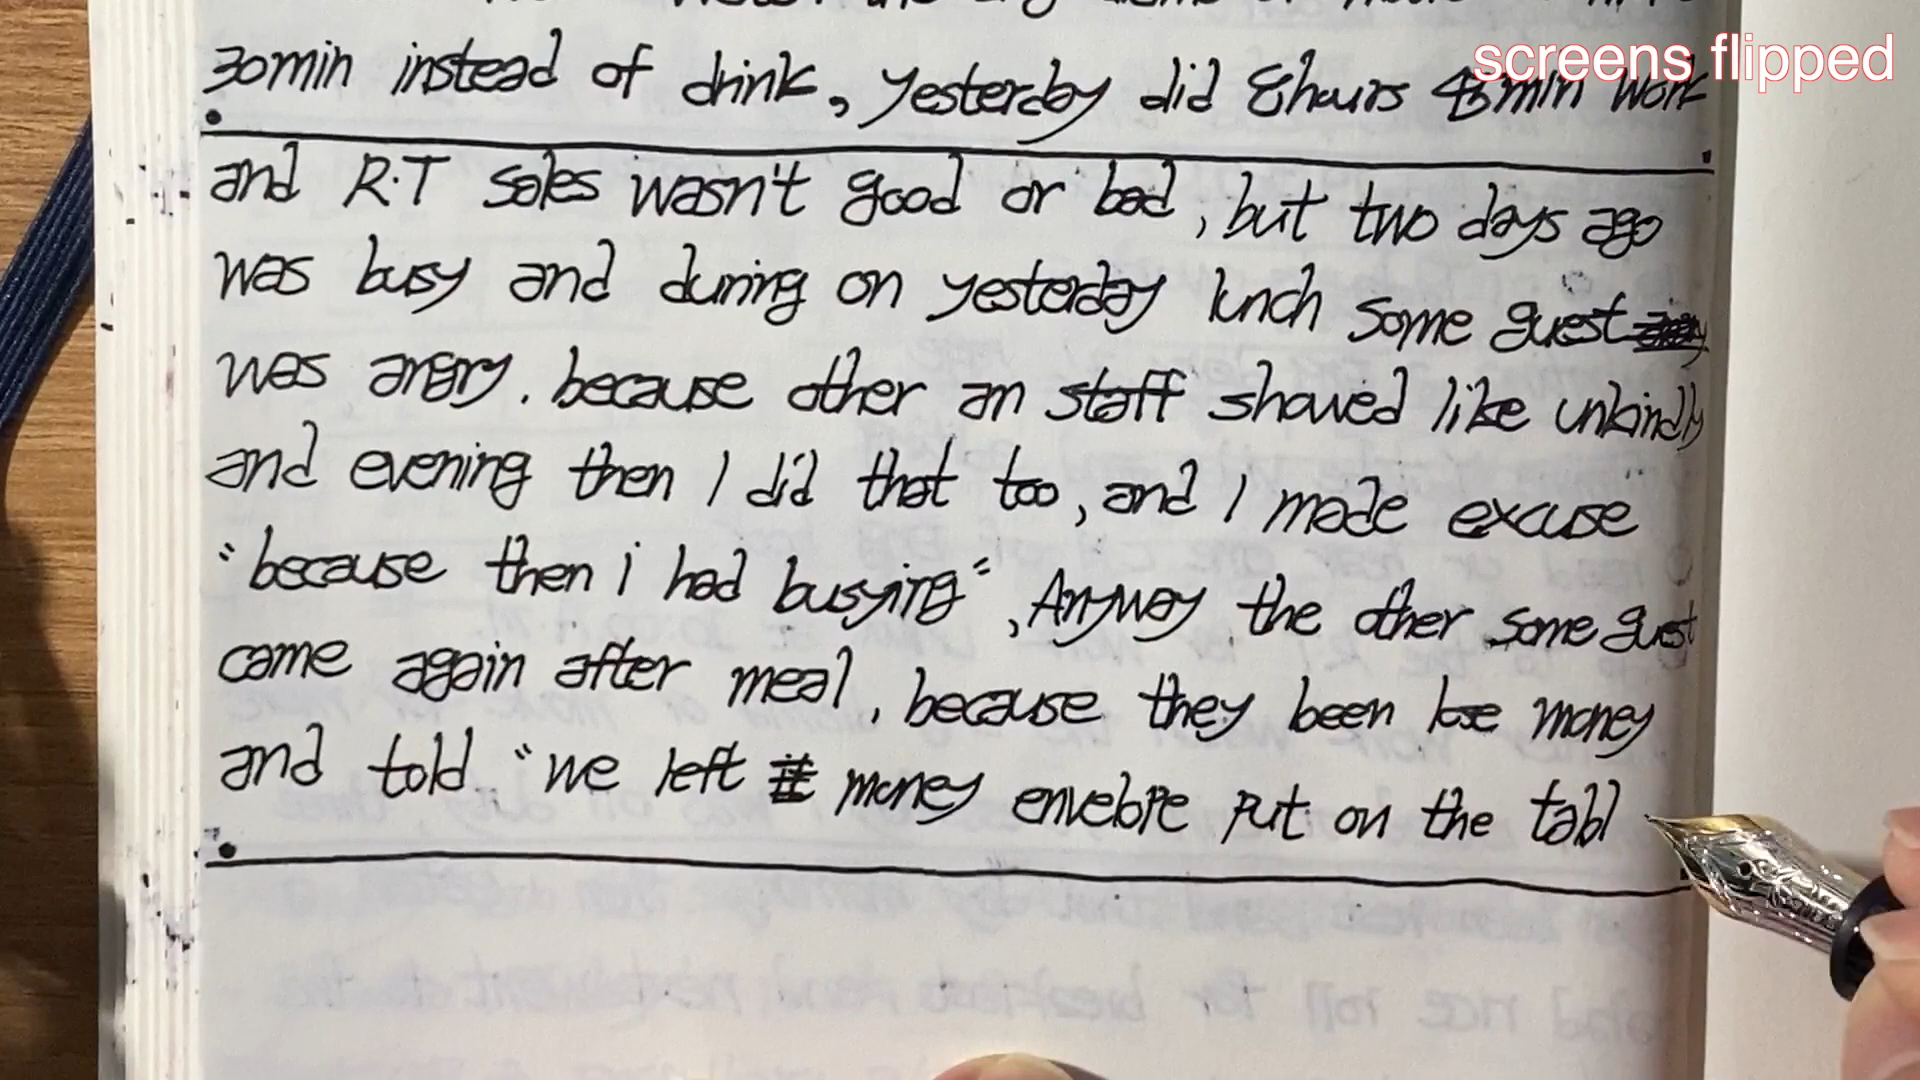 screens flipped
30min instead of drink, yesterday did 8hours 45min work
and R.T sales wasn't good or bad, but two days ago
was busy and during on yesterday lunch some guest
was angry. because other an staff showed like unkindly
and evening then I did that too, and I made excuse
"because then i had busying", Anyway the other some guest
came again after meal, because they been lose money
and told "we left money envelope put on the tabl